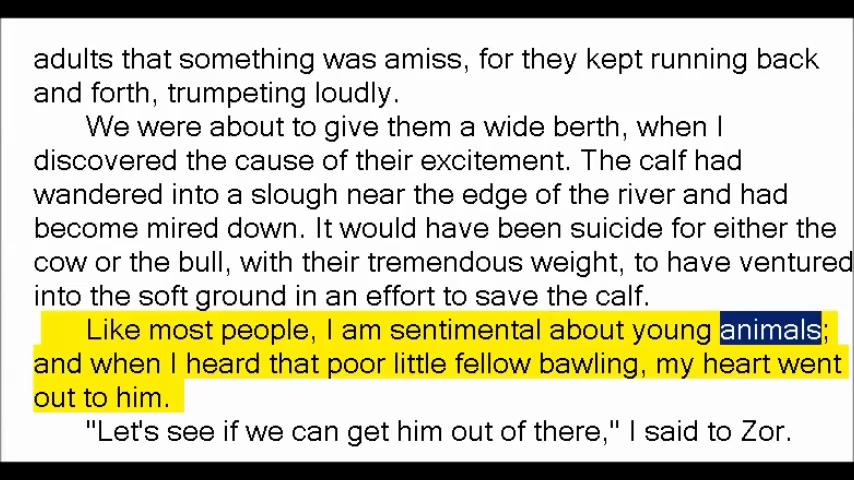 adults that something was amiss, for they kept running back
and forth, trumpeting loudly.
We were about to give them a wide berth, when I
discovered the cause of their excitement. The calf had
wandered into a slough near the edge of the river and had
become mired down. It would have been suicide for either the
cow or the bull, with their tremendous weight, to have ventured
into the soft ground in an effort to save the calf.
Like most people, I am sentimental about young animals;
and when I heard that poor little fellow bawling, my heart went
out to him.
"Let's see if we can get him out of there," I said to Zor.